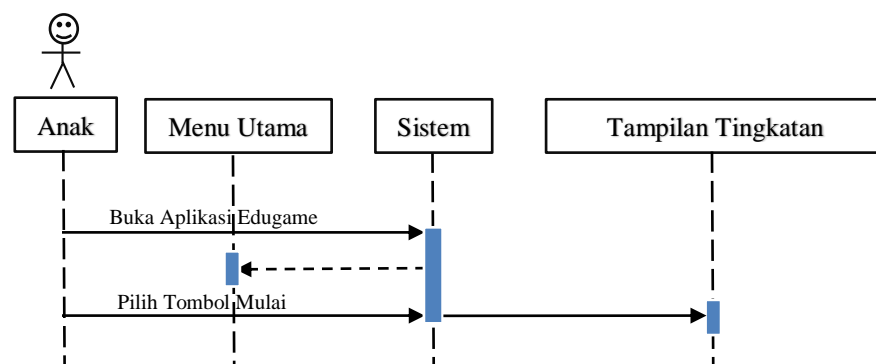 Anak
Menu Utama
Sistem
Tampilan Tingkatan
Buka Aplikasi Edugame
Pilih Tombol Mulai